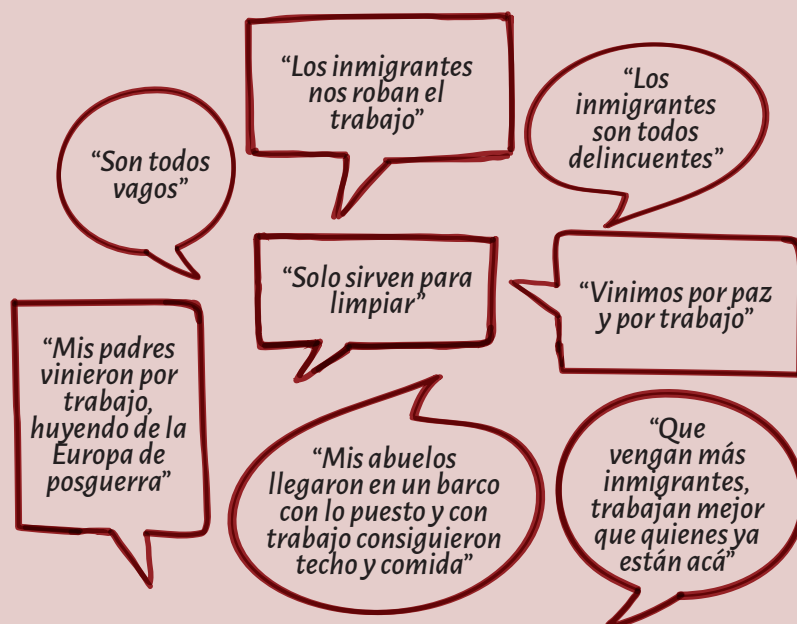 “Los inmigrantes
nos roban el
trabajo”
“Los
inmigrantes
son todos
delincuentes”
“Son todos
vagos”
“Solo sirven para
limpiar”
“Vinimos por paz
y por trabajo”
“Mis padres
vinieron por
trabajo,
huyendo de la
Europa de
posguerra”
“Mis abuelos
llegaron en un barco
con lo puesto y con
trabajo consiguieron
techo y comida”
“Que
vengan más
inmigrantes,
trabajan mejor
que quienes ya
están acá”